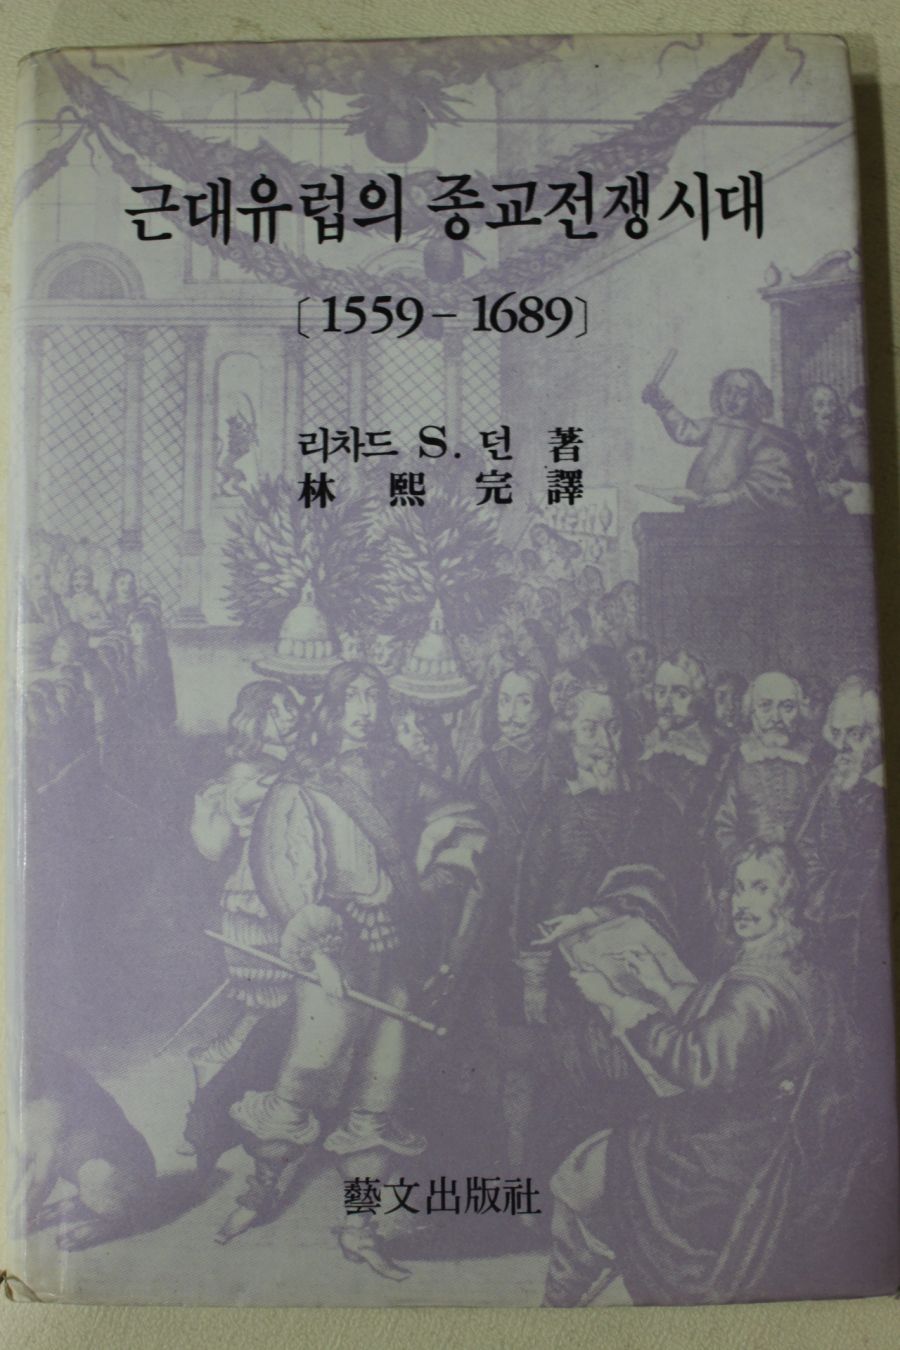 근대유럽의 종교전쟁시대
〔1559－1689〕
리차드 S. 던 著
林熙完 譯
藝文出版社